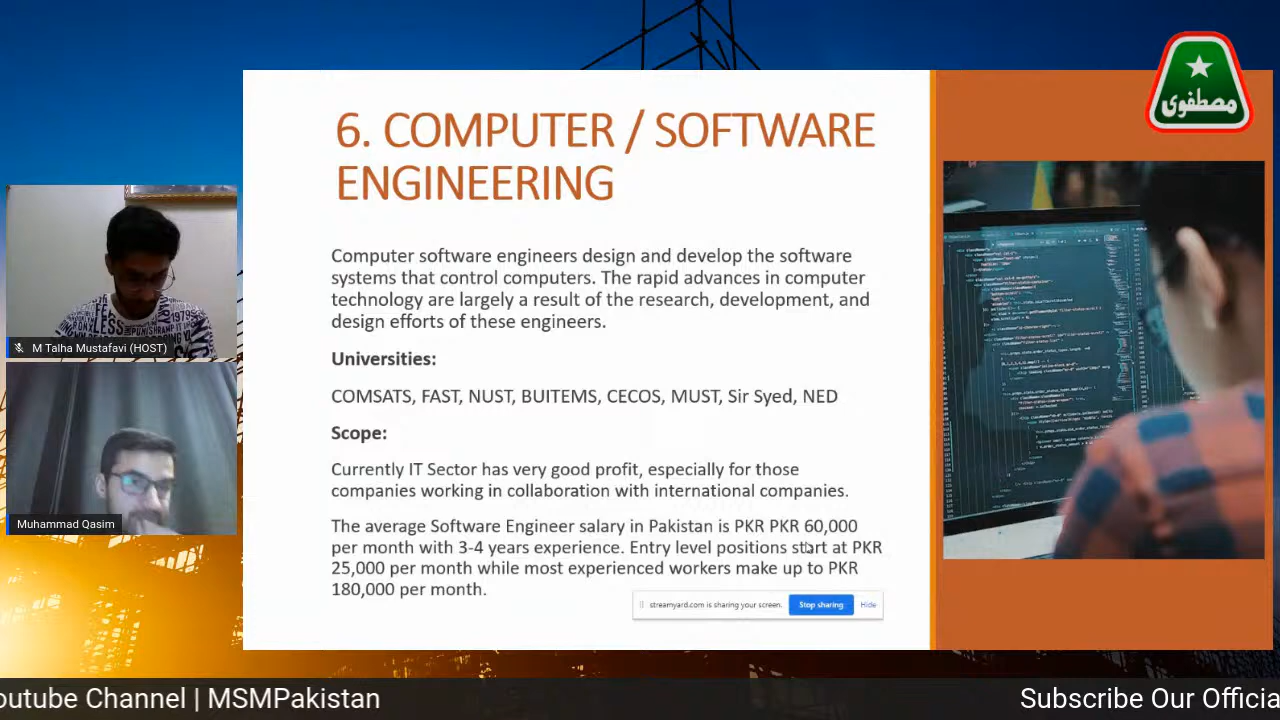 مصطفوی
6. COMPUTER / SOFTWARE
ENGINEERING
Computer software engineers design and develop the software
systems that control computers. The rapid advances in computer
technology are largely a result of the research, development, and
design efforts of these engineers.
Universities:
COMSATS, FAST, NUST, BUITEMS, CECOS, MUST, Sir Syed, NED
Scope:
Currently IT Sector has very good profit, especially for those
companies working in collaboration with international companies.
The average Software Engineer salary in Pakistan is PKR PKR 60,000
per month with 3-4 years experience. Entry level positions start at PKR
25,000 per month while most experienced workers make up to PKR
180,000 per month.
streamyard.com is sharing your screen. Stop sharing Hide
M Talha Mustafavi (HOST)
Muhammad Qasim
outube Channel | MSMPakistan Subscribe Our Officia